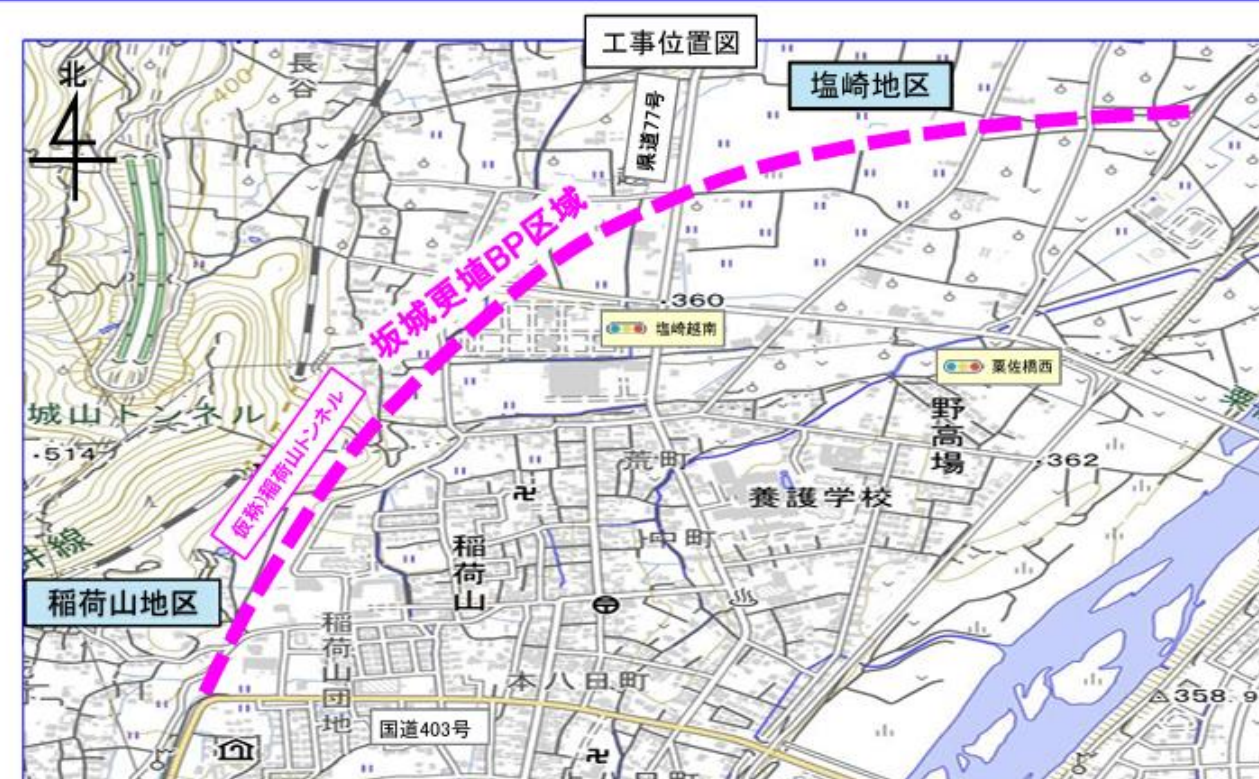 工事位置図
北
長谷
400
県道77号
塩崎地区
坂城更埴BP区域
360
塩崎越南
粟佐橋西
仮称)稲荷山トンネル
城山トンネル
514
野高場
362
荒町
養護学校
中町
稲荷山
稲荷山地区
稲荷山団地
本八日町
国道403号
358.9